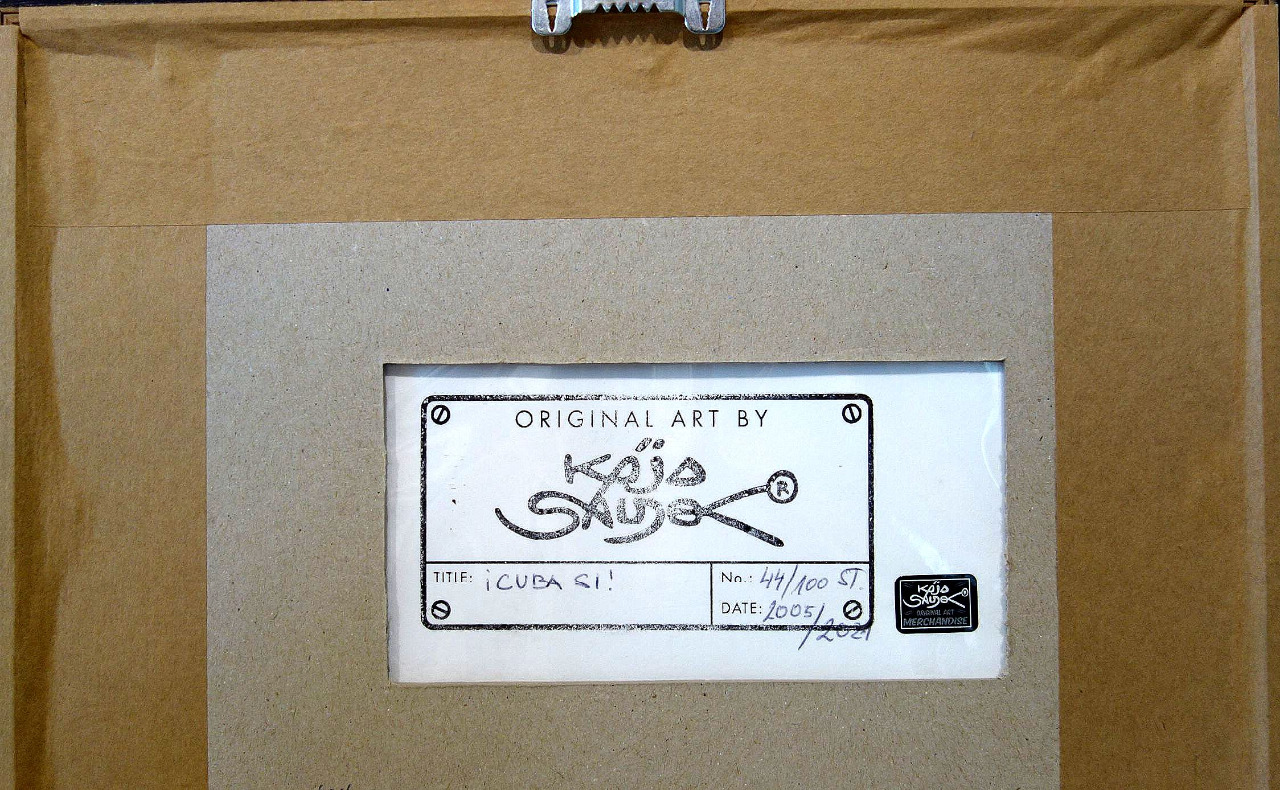 ORIGINAL ART BY
Kája
SAUDEK ®
TITLE: ¡CUBA SI!
No.: 44/100 ST.
DATE: 2005/
/2021
Kája
SAUDEK ®
ORIGINAL ART
MERCHANDISE